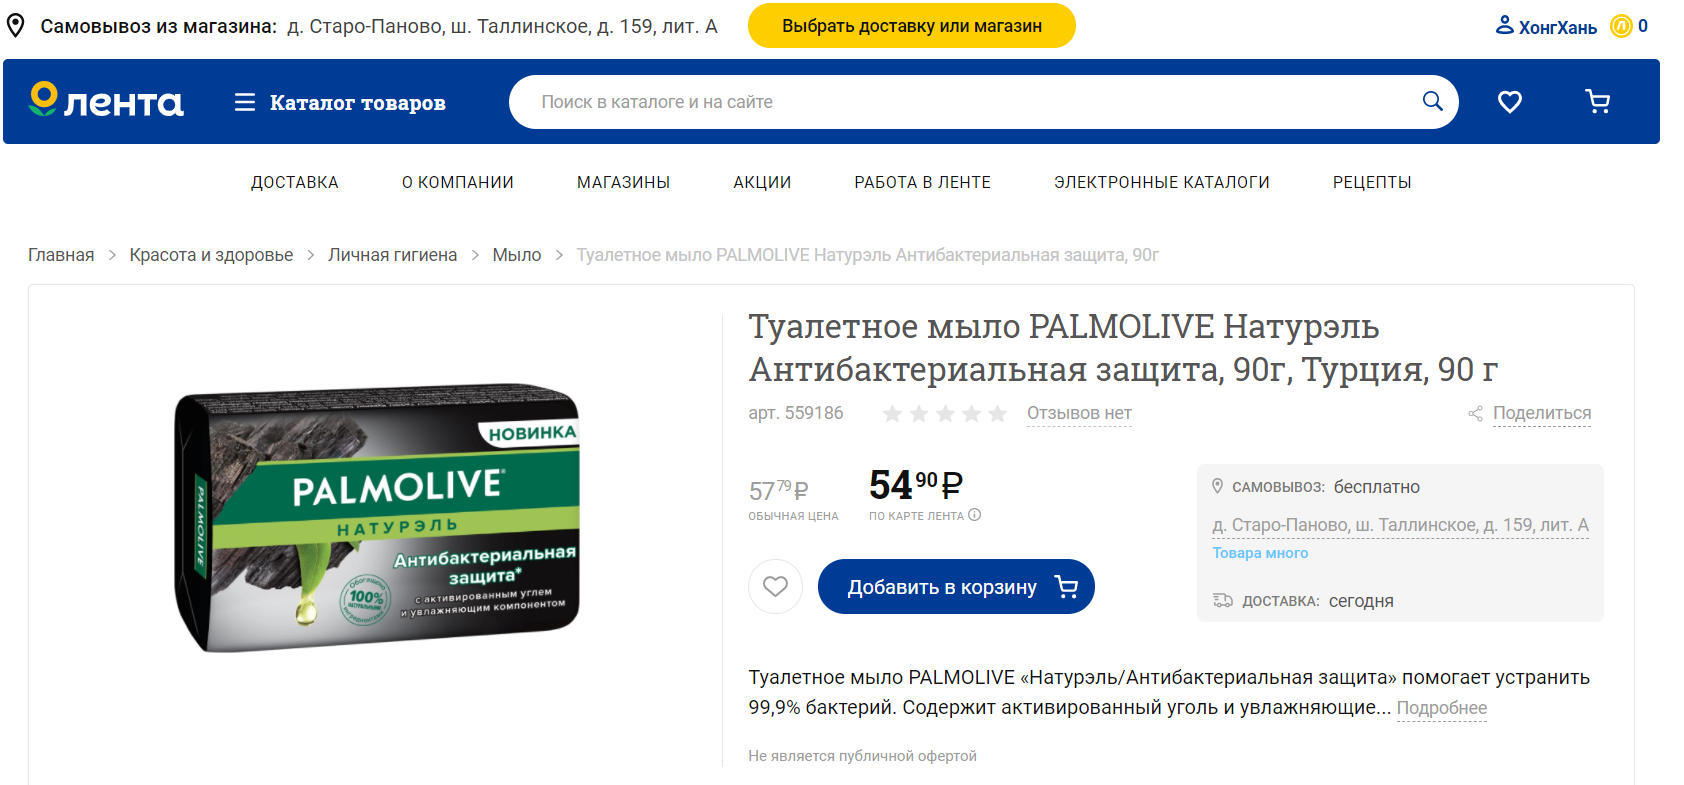 Самовывоз из магазина: д. Старо-Паново, ш. Таллинское, д. 159, лит. А
Выбрать доставку или магазин
ХонгХань
0
лента
Каталог товаров
Поиск в каталоге и на сайте
ДОСТАВКА
О КОМПАНИИ
МАГАЗИНЫ
АКЦИИ
РАБОТА В ЛЕНТЕ
ЭЛЕКТРОННЫЕ КАТАЛОГИ
РЕЦЕПТЫ
Главная > Красота и здоровье > Личная гигиена > Мыло > Туалетное мыло PALMOLIVE Натурэль Антибактериальная защита, 90г
НОВИНКА
PALMOLIVE
НАТУРЭЛЬ
PALMOLIVE
Антибактериальная
защита*
с активированным углем
и увлажняющим компонентом
Обогащено
100%
натуральными
ингредиентами
Туалетное мыло PALMOLIVE Натурэль
Антибактериальная защита, 90г, Турция, 90 г
арт. 559186
Отзывов нет
Поделиться
57 79 ₽
ОБЫЧНАЯ ЦЕНА
54 90 ₽
ПО КАРТЕ ЛЕНТА
Добавить в корзину
САМОВЫВОЗ: бесплатно
д. Старо-Паново, ш. Таллинское, д. 159, лит. А
Товара много
ДОСТАВКА: сегодня
Туалетное мыло PALMOLIVE «Натурэль/Антибактериальная защита» помогает устранить
99,9% бактерий. Содержит активированный уголь и увлажняющие... Подробнее
Не является публичной офертой